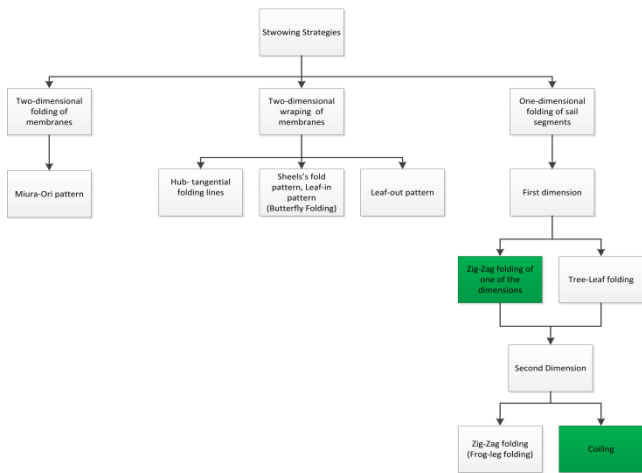 Stwowing Strategies
Two-dimensional
folding of
membranes
Two-dimensional
wraping of
membranes
One-dimensional
folding of sail
segments
Miura-Ori pattern
Hub- tangential
folding lines
Sheels's fold
pattern, Leaf-in
pattern
(Butterfly Folding)
Leaf-out pattern
First dimension
Zig-Zag folding of
one of the
dimensions
Tree-Leaf folding
Second Dimension
Zig-Zag folding
(Frog-leg folding)
Coiling